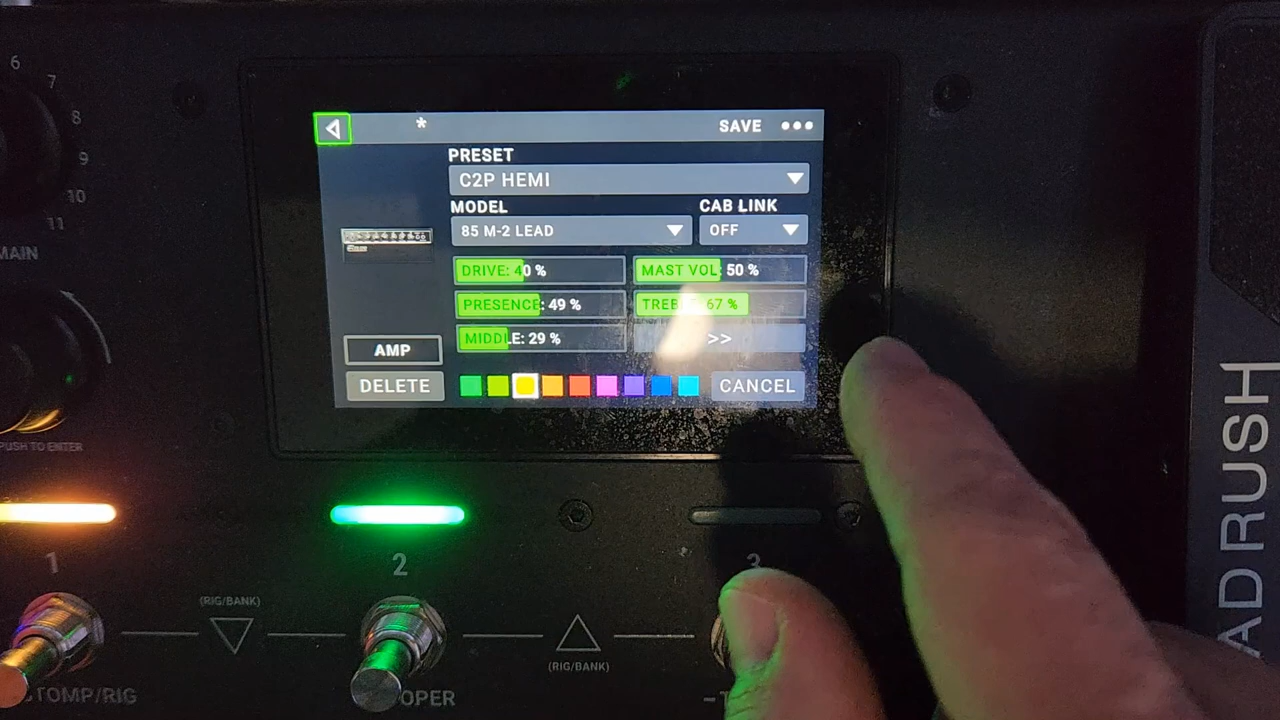 6
7
8
9
10
11
MAIN
PUSH TO ENTER
* SAVE •••
PRESET
C2P HEMI
MODEL CAB LINK
85 M-2 LEAD OFF
DRIVE: 40 % MAST VOL: 50 %
PRESENCE: 49 % 67 %
MIDDLE: 29 % >>
AMP
DELETE CANCEL
1 2 3
(RIG/BANK)
(RIG/BANK)
STOMP/RIG
ADRUSH